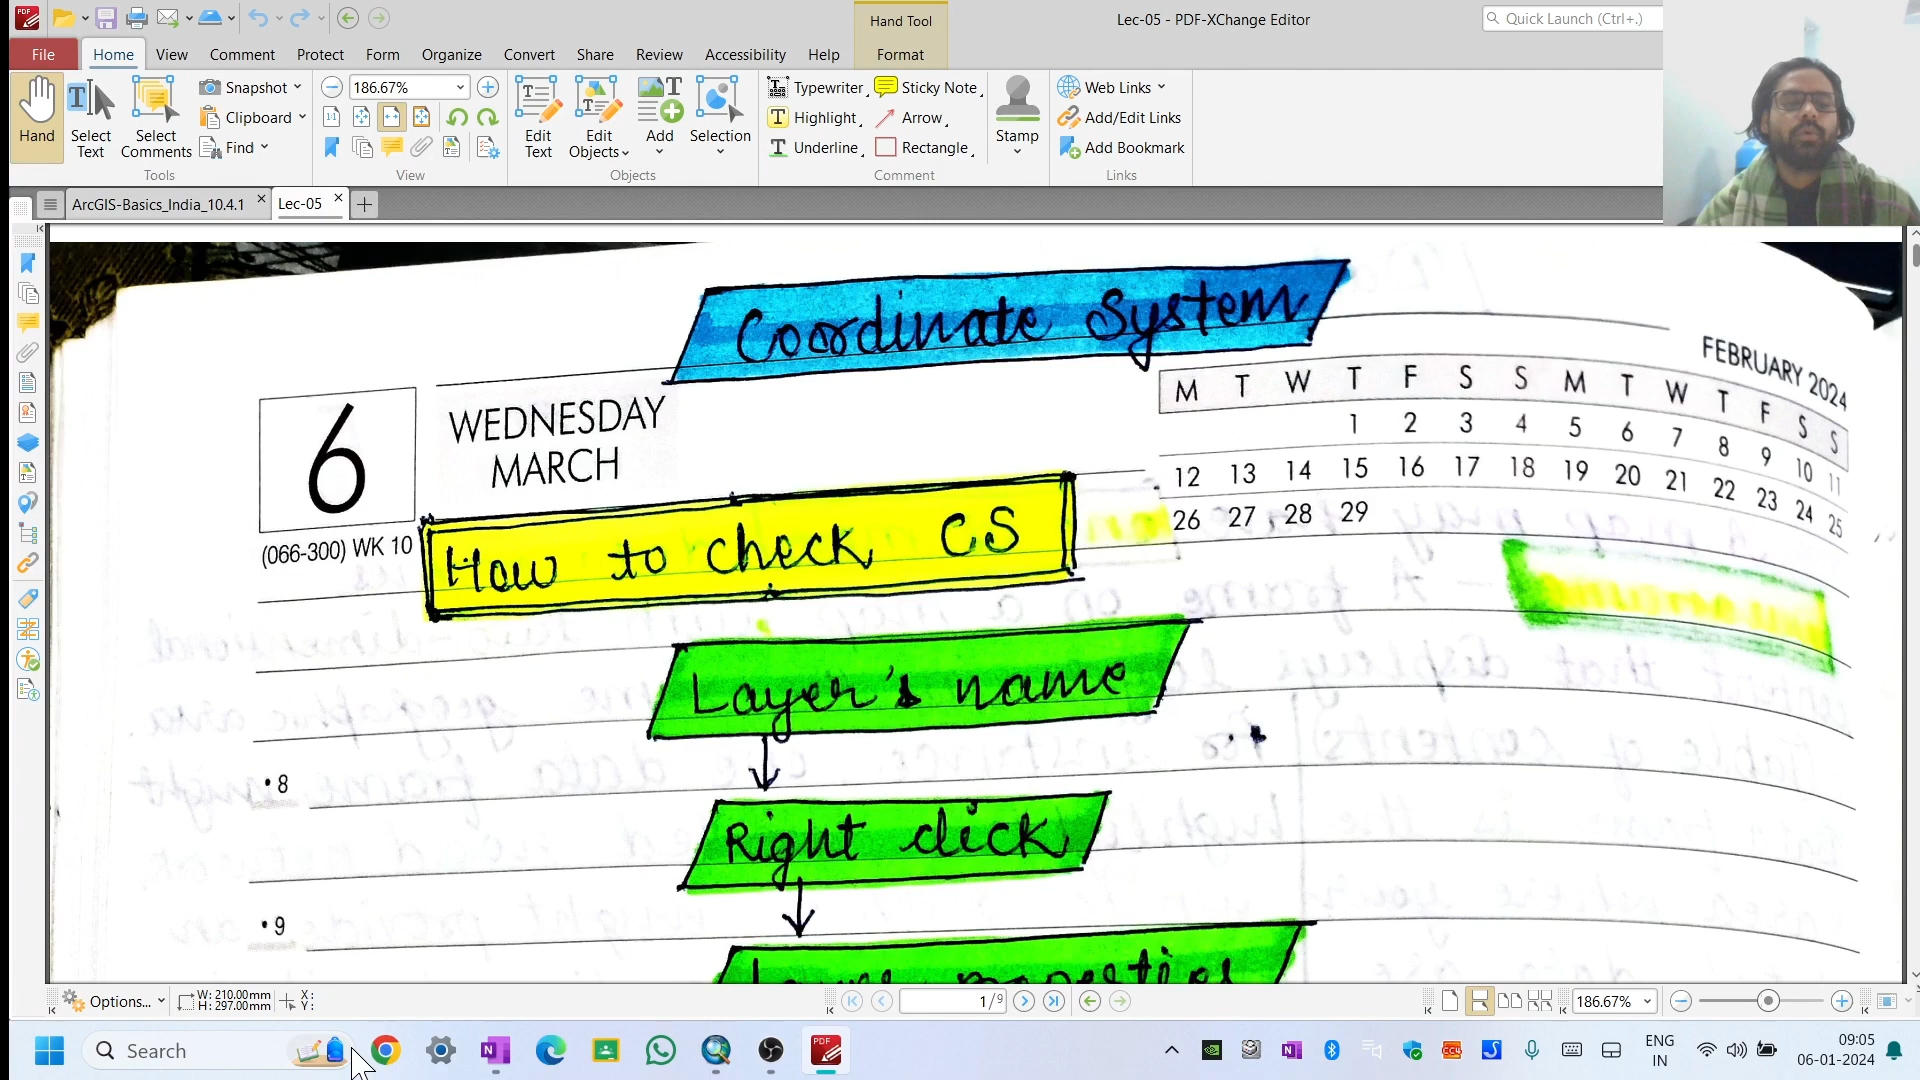 Hand Tool
Lec-05 - PDF-XChange Editor
Quick Launch (Ctrl+.)
File
Home
View
Comment
Protect
Form
Organize
Convert
Share
Review
Accessibility
Help
Format
Hand
Select Text
Select Comments
Snapshot
Clipboard
Find
Tools
186.67%
View
Edit Text
Edit Objects
Add
Selection
Objects
Typewriter
Sticky Note
Highlight
Arrow
Underline
Rectangle
Stamp
Comment
Web Links
Add/Edit Links
Add Bookmark
Links
ArcGIS-Basics_India_10.4.1
Lec-05
Coordinate System
FEBRUARY 2024
M T W T F S S M T W T F S S
1 2 3 4 5 6 7 8 9 10 11
12 13 14 15 16 17 18 19 20 21 22 23 24 25
26 27 28 29
6
WEDNESDAY
MARCH
(066-300) WK 10
How to check CS
Layer's name
• 8
Right click
• 9
Layer properties
Options...
W: 210.00mm
H: 297.00mm
X:
Y:
1/9
186.67%
Search
ENG
IN
09:05
06-01-2024